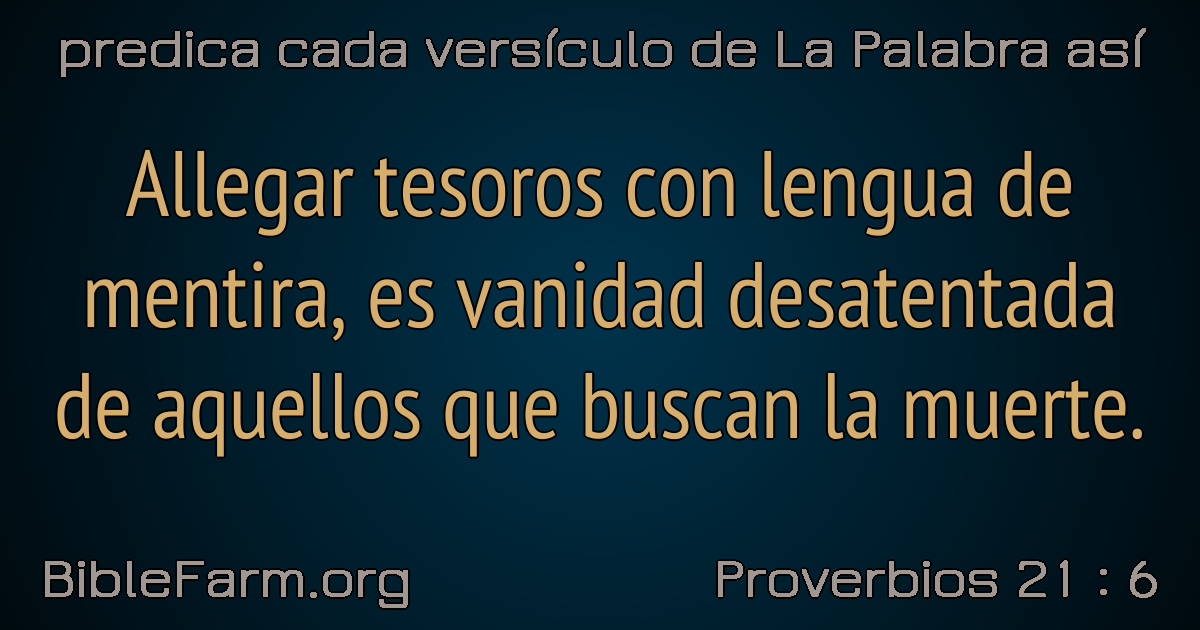 predica cada versículo de La Palabra así
Allegar tesoros con lengua de
mentira, es vanidad desatentada
de aquellos que buscan la muerte.
BibleFarm.org
Proverbios 21 : 6